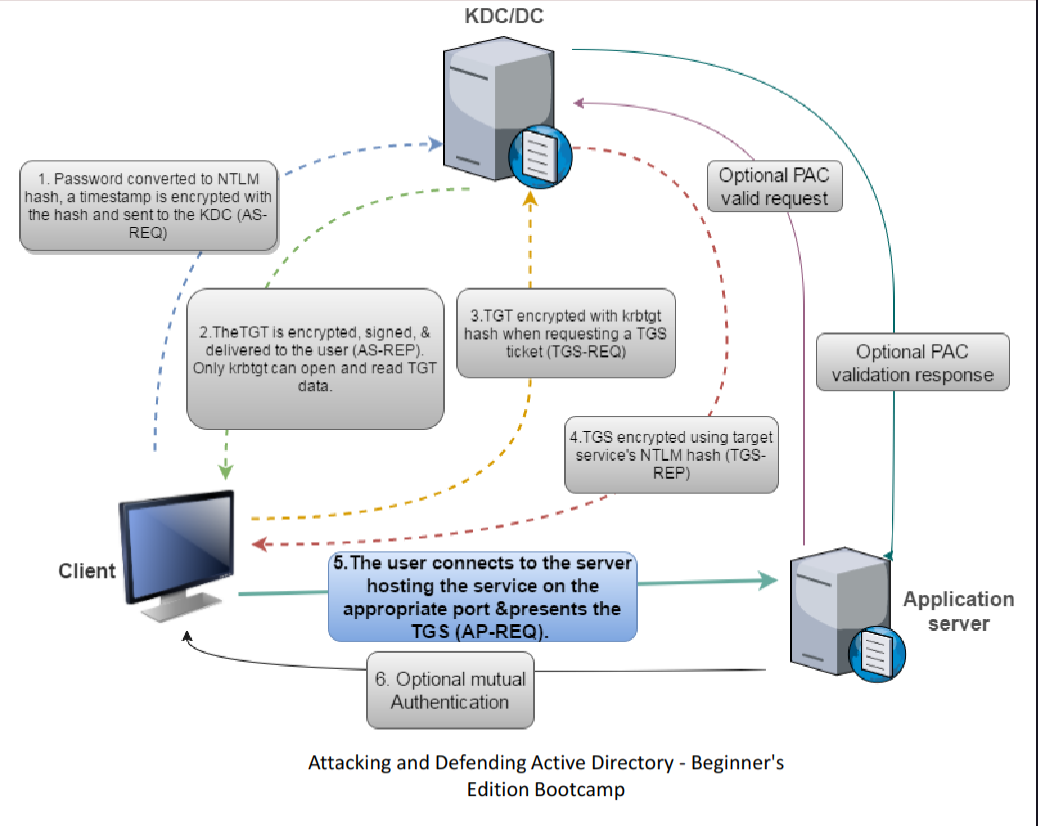 KDC/DC
1. Password converted to NTLM
hash, a timestamp is encrypted with
the hash and sent to the KDC (AS-
REQ)
Optional PAC
valid request
2.TheTGT is encrypted, signed, &
delivered to the user (AS-REP).
Only krbtgt can open and read TGT
data.
3.TGT encrypted with krbtgt
hash when requesting a TGS
ticket (TGS-REQ)
Optional PAC
validation response
4.TGS encrypted using target
service's NTLM hash (TGS-
REP)
Client
5.The user connects to the server
hosting the service on the
appropriate port &presents the
TGS (AP-REQ).
Application
server
6. Optional mutual
Authentication
Attacking and Defending Active Directory - Beginner's
Edition Bootcamp